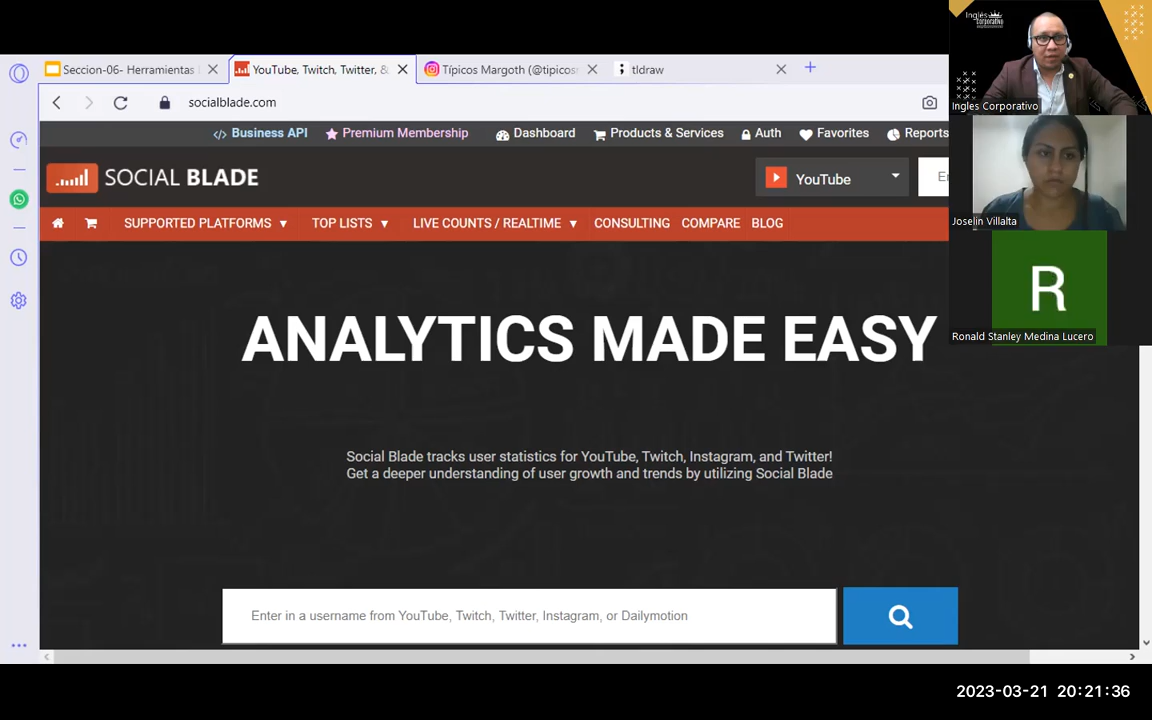 Seccion-06- Herramientas
YouTube, Twitch, Twitter, &
Típicos Margoth (@tipicos
tldraw
socialblade.com
Business API
Premium Membership
Dashboard
Products & Services
Auth
Favorites
Reports
SOCIAL BLADE
YouTube
SUPPORTED PLATFORMS
TOP LISTS
LIVE COUNTS / REALTIME
CONSULTING
COMPARE
BLOG
ANALYTICS MADE EASY
Social Blade tracks user statistics for YouTube, Twitch, Instagram, and Twitter!
Get a deeper understanding of user growth and trends by utilizing Social Blade
Enter in a username from YouTube, Twitch, Twitter, Instagram, or Dailymotion
Inglés
Corporativo
Ingles Corporativo
Joselin Villalta
R
Ronald Stanley Medina Lucero
2023-03-21 20:21:36